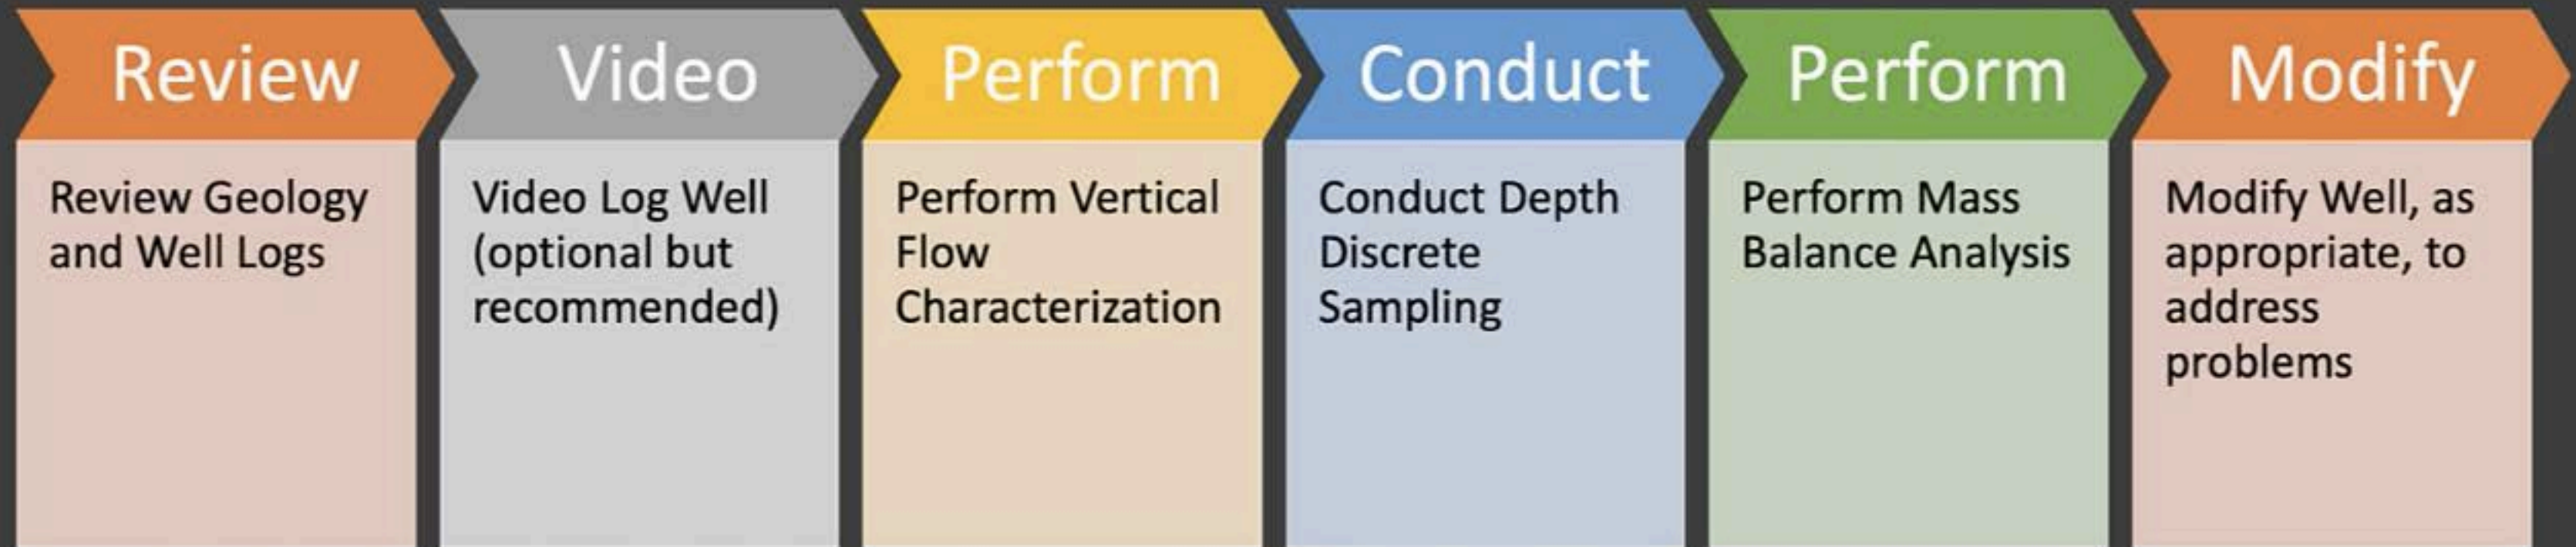 Review
Review Geology
and Well Logs
Video
Video Log Well
(optional but
recommended)
Perform
Perform Vertical
Flow
Characterization
Conduct
Conduct Depth
Discrete
Sampling
Perform
Perform Mass
Balance Analysis
Modify
Modify Well, as
appropriate, to
address
problems